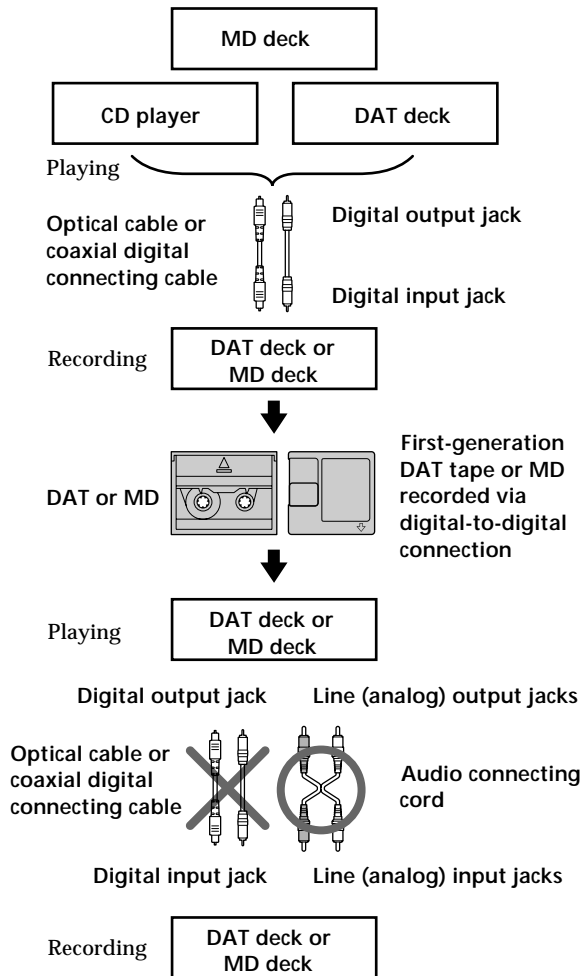 MD deck
CD player
DAT deck
Playing
Optical cable or
coaxial digital
connecting cable
Digital output jack
Digital input jack
Recording
DAT deck or
MD deck
DAT or MD
First-generation
DAT tape or MD
recorded via
digital-to-digital
connection
Playing
DAT deck or
MD deck
Digital output jack
Line (analog) output jacks
Optical cable or
coaxial digital
connecting cable
Audio connecting
cord
Digital input jack
Line (analog) input jacks
Recording
DAT deck or
MD deck